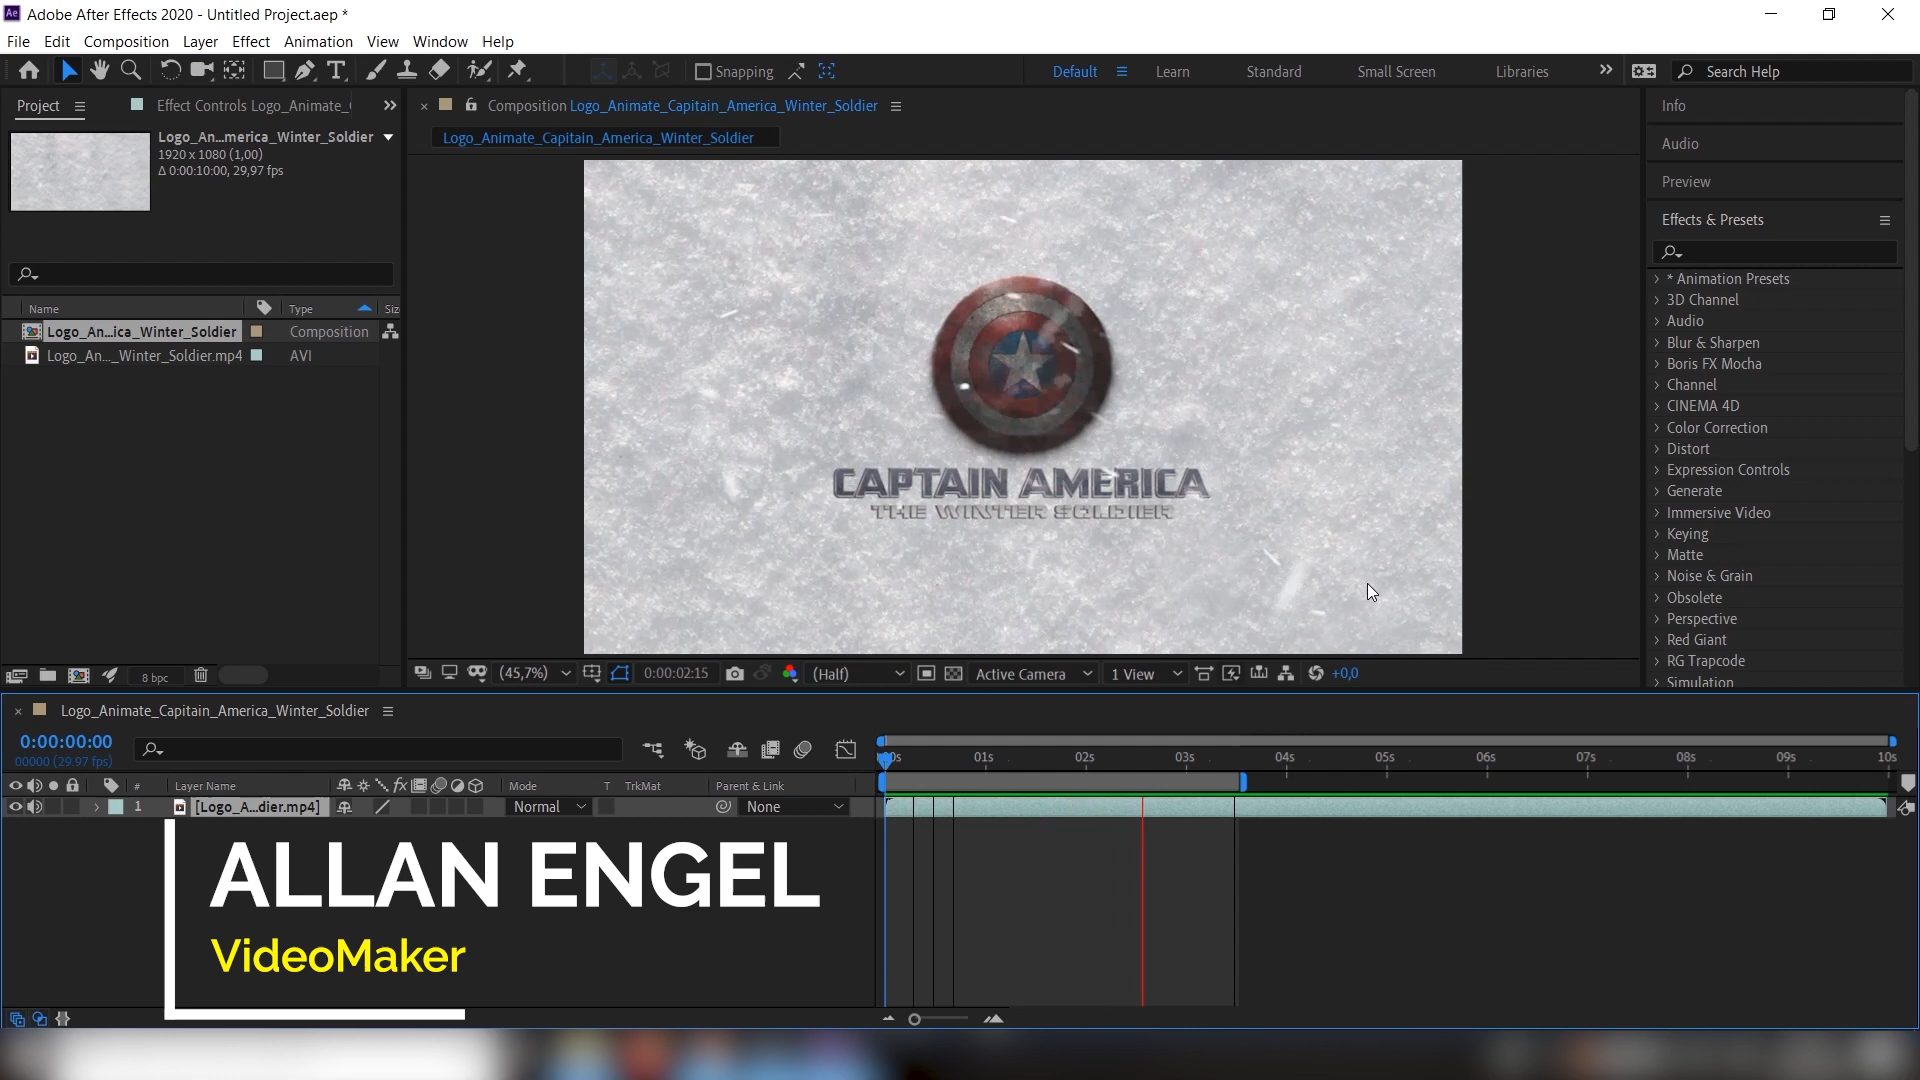 Ae Adobe After Effects 2020 - Untitled Project.aep *
File Edit Composition Layer Effect Animation View Window Help
Snapping
Default Learn Standard Small Screen Libraries Search Help
Project Effect Controls Logo_Animate_
Composition Logo_Animate_Capitain_America_Winter_Soldier
Logo_Animate_Capitain_America_Winter_Soldier
Logo_An...merica_Winter_Soldier
1920 x 1080 (1,00)
Δ 0:00:10:00, 29,97 fps
Name Type Siz
Logo_An...ica_Winter_Soldier Composition
Logo_An..._Winter_Soldier.mp4 AVI
8 bpc
CAPTAIN AMERICA
THE WINTER SOLDIER
(45,7%) 0:00:02:15 (Half) Active Camera 1 View +0,0
Info
Audio
Preview
Effects & Presets
* Animation Presets
3D Channel
Audio
Blur & Sharpen
Boris FX Mocha
Channel
CINEMA 4D
Color Correction
Distort
Expression Controls
Generate
Immersive Video
Keying
Matte
Noise & Grain
Obsolete
Perspective
Red Giant
RG Trapcode
Simulation
Logo_Animate_Capitain_America_Winter_Soldier
0:00:00:00
00000 (29.97 fps)
00s 01s 02s 03s 04s 05s 06s 07s 08s 09s 10s
# Layer Name fx Mode T TrkMat Parent & Link
1 [Logo_A...dier.mp4] Normal None
ALLAN ENGEL
VideoMaker